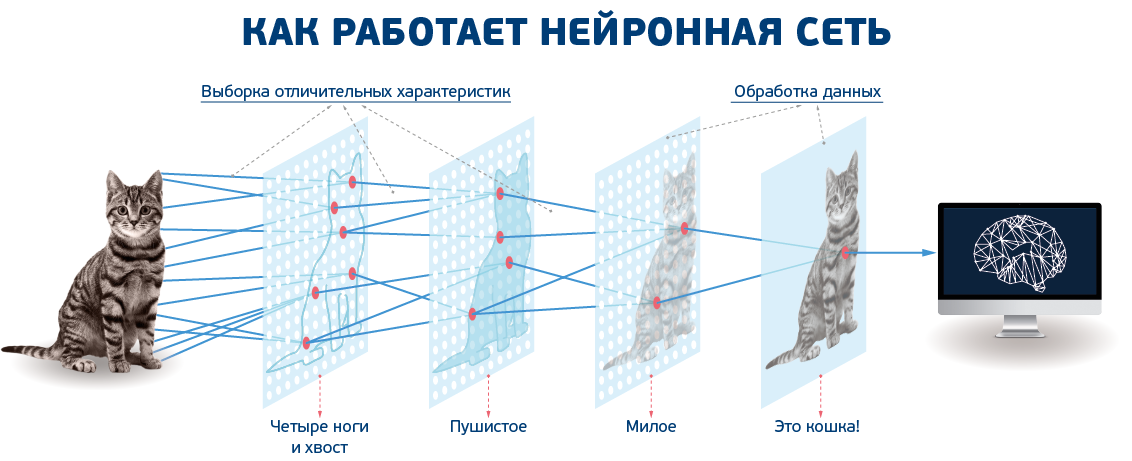 КАК РАБОТАЕТ НЕЙРОННАЯ СЕТЬ
Выборка отличительных характеристик
Обработка данных
Четыре ноги
и хвост
Пушистое
Милое
Это кошка!